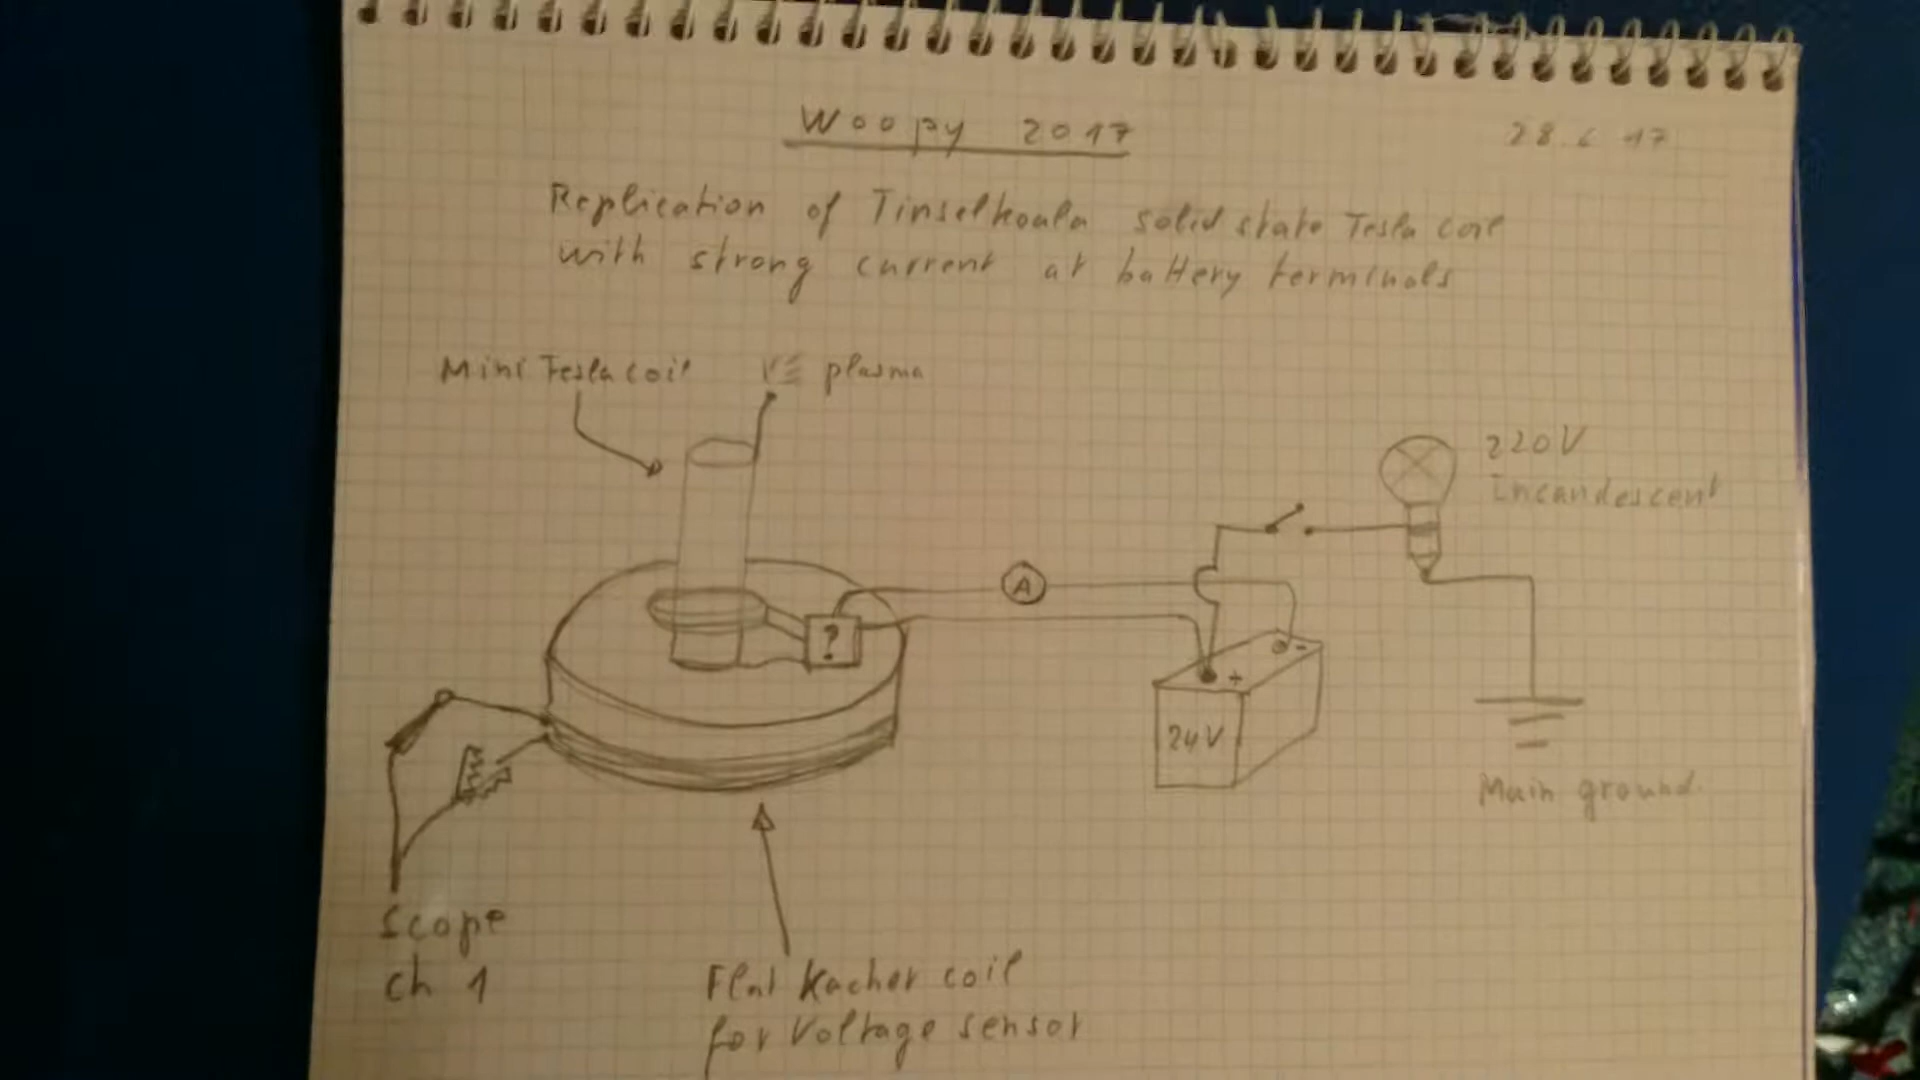 Woopy 2017
28.6 17
Replication of Tinselkoala solid state Tesla coil
with strong current at battery terminals
Mini Tesla coil
plasma
220V
Incandescent
A
?
+
-
24V
Main ground.
Scope
ch 1
Flat Kacher coil
for Voltage sensor